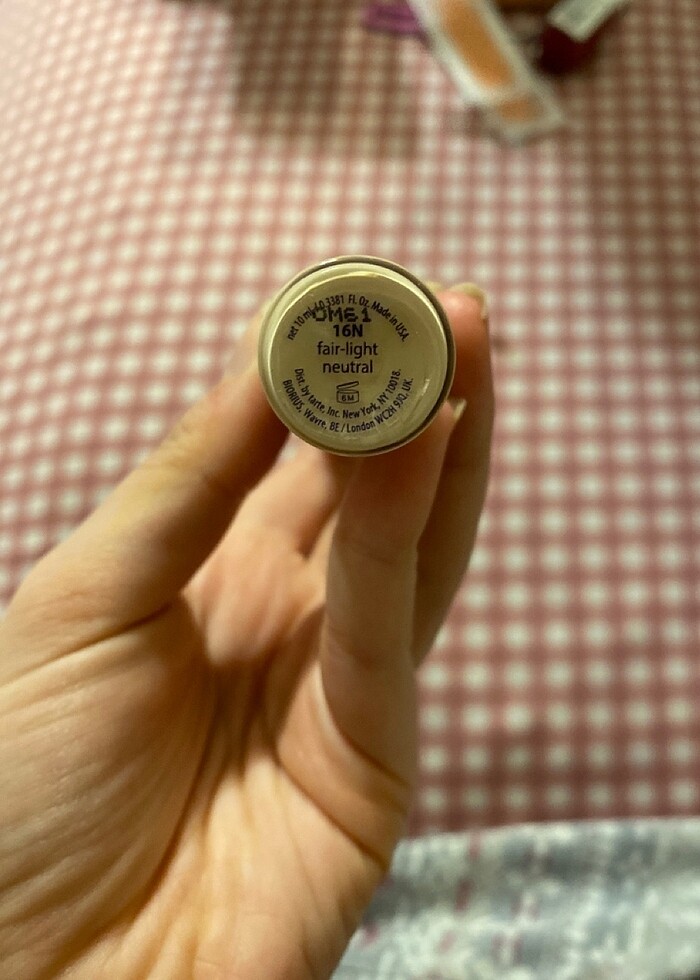 net 10 ml / 0.3381 FL Oz. Made in USA.
16N
fair-light
neutral
6M
Dist. by tarte, Inc. New York, NY 10018.
BIORIUS, Wavre, BE / London WC2H 9JQ, UK.